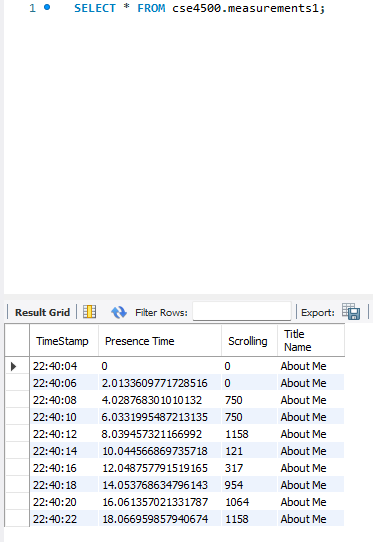 1 SELECT * FROM cse4500.measurements1;
Result Grid Filter Rows: Export:
TimeStamp Presence Time Scrolling Title Name
22:40:04 0 0 About Me
22:40:06 2.0133609771728516 0 About Me
22:40:08 4.028768301010132 750 About Me
22:40:10 6.0331995487213135 750 About Me
22:40:12 8.039457321166992 1158 About Me
22:40:14 10.044566869735718 121 About Me
22:40:16 12.048757791519165 317 About Me
22:40:18 14.053768634796143 954 About Me
22:40:20 16.061357021331787 1064 About Me
22:40:22 18.066959857940674 1158 About Me